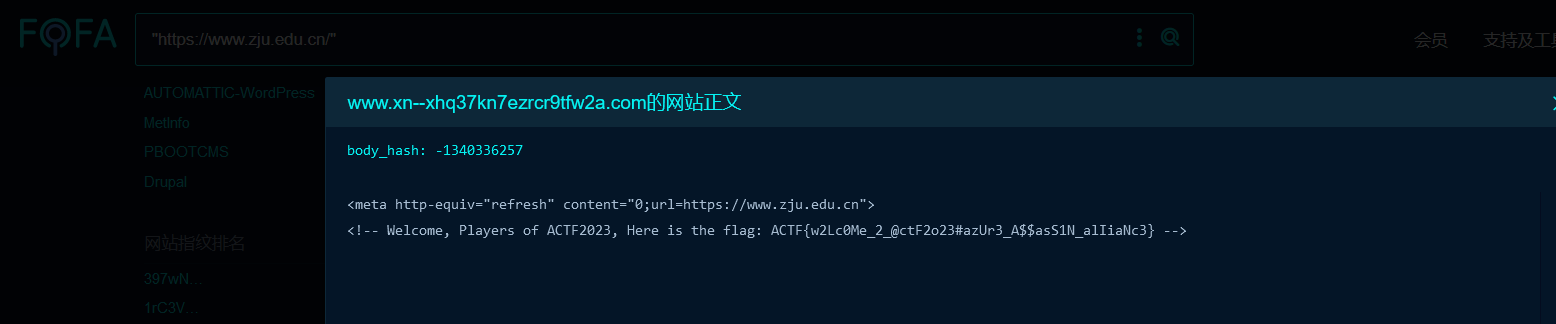 FOFA
"https://www.zju.edu.cn/"
会员
支持及工具
AUTOMATTIC-WordPress
MetInfo
PBOOTCMS
Drupal
网站指纹排名
397wN...
1rC3V...
www.xn--xhq37kn7ezrcr9tfw2a.com的网站正文
body_hash: -1340336257
<meta http-equiv="refresh" content="0;url=https://www.zju.edu.cn">
<!-- Welcome, Players of ACTF2023, Here is the flag: ACTF{w2Lc0Me_2_@ctF2o23#azUr3_A$$asS1N_alIiaNc3} -->